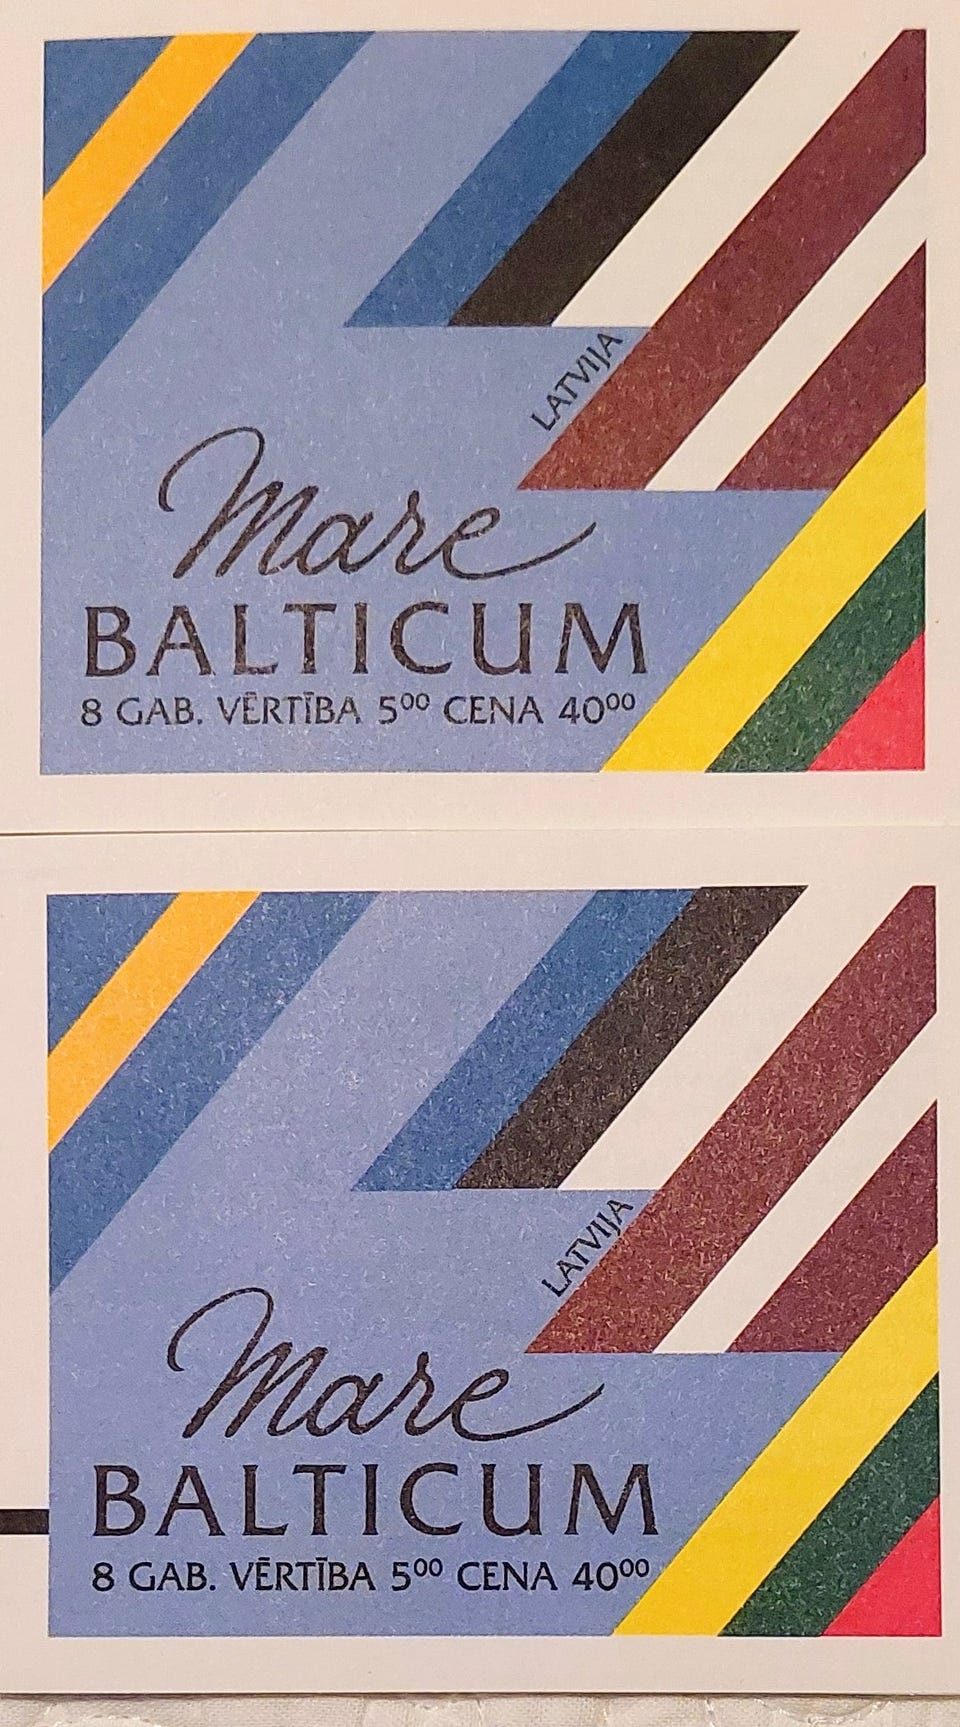 LATVIJA
Mare
BALTICUM
8 GAB. VĒRTĪBA 5⁰⁰ CENA 40⁰⁰
LATVIJA
Mare
BALTICUM
8 GAB. VĒRTĪBA 5⁰⁰ CENA 40⁰⁰